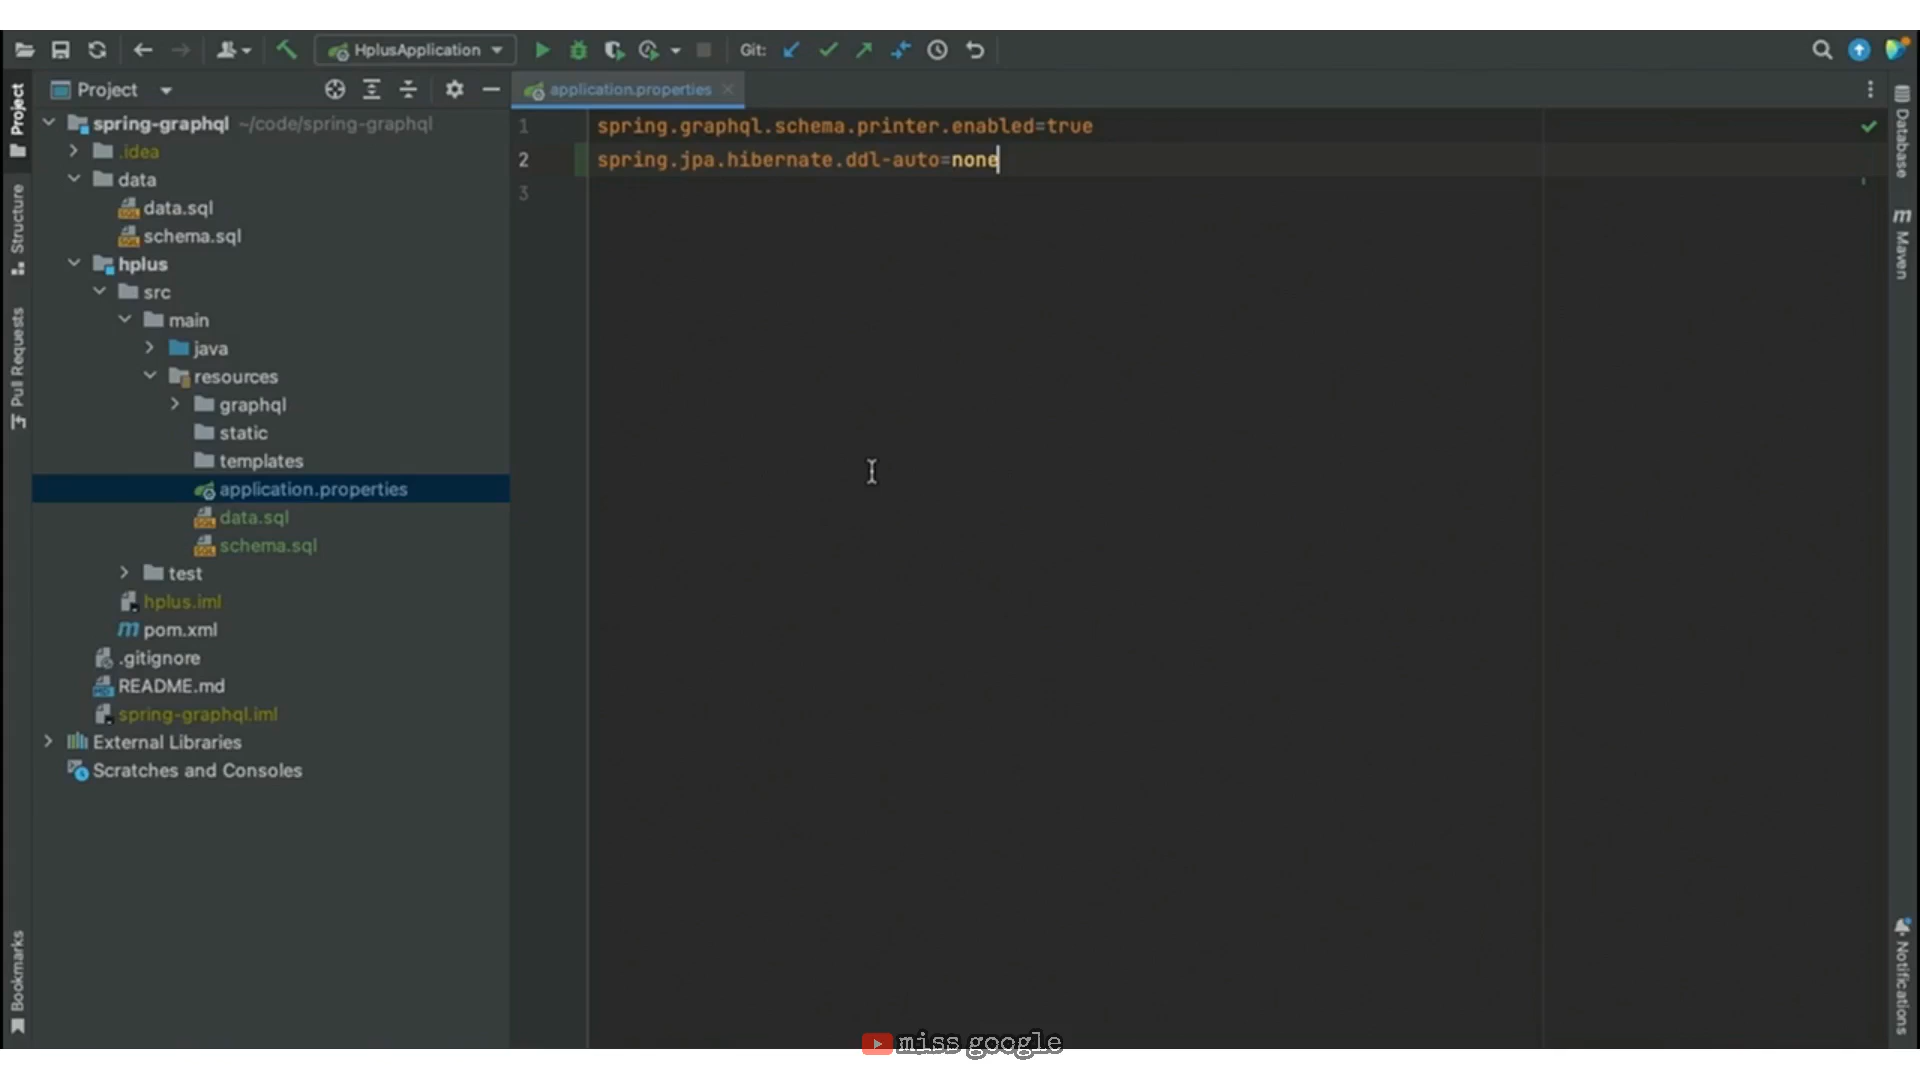 HplusApplication
Git:
Project
Project
application.properties
Database
Maven
Structure
Pull Requests
Bookmarks
Notifications
spring-graphql ~/code/spring-graphql
.idea
data
data.sql
schema.sql
hplus
src
main
java
resources
graphql
static
templates
application.properties
data.sql
schema.sql
test
hplus.iml
pom.xml
.gitignore
README.md
spring-graphql.iml
External Libraries
Scratches and Consoles
1 spring.graphql.schema.printer.enabled=true
2 spring.jpa.hibernate.ddl-auto=none
3
miss google